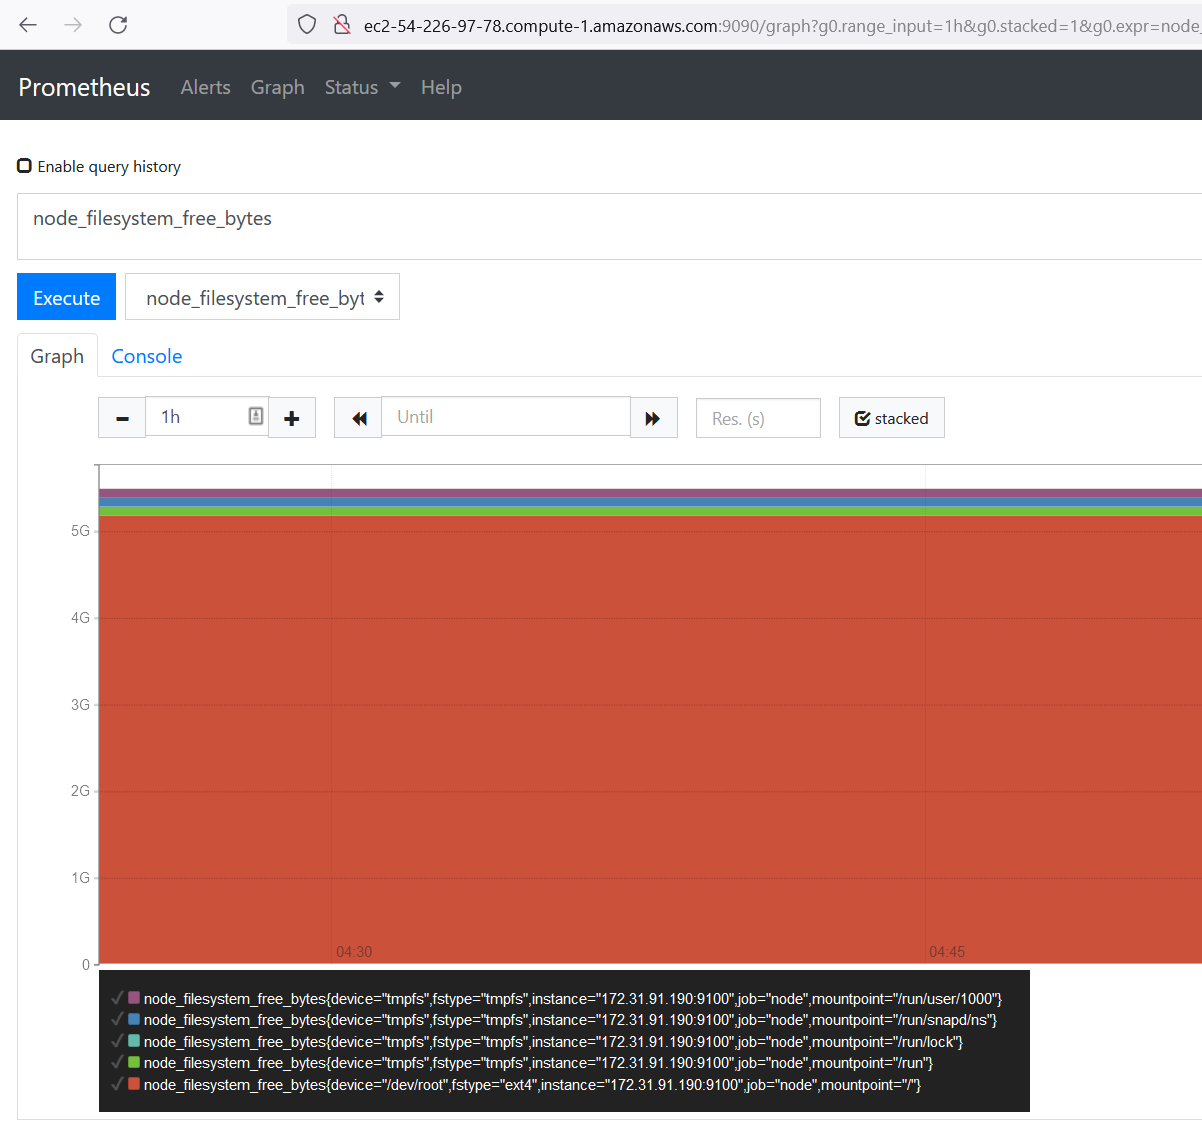 ec2-54-226-97-78.compute-1.amazonaws.com:9090/graph?g0.range_input=1h&g0.stacked=1&g0.expr=node_
Prometheus Alerts Graph Status Help
Enable query history
node_filesystem_free_bytes
Execute node_filesystem_free_byt
Graph Console
1h Until Res. (s) stacked
5G
4G
3G
2G
1G
04:30 04:45
0
node_filesystem_free_bytes{device="tmpfs",fstype="tmpfs",instance="172.31.91.190:9100",job="node",mountpoint="/run/user/1000"}
node_filesystem_free_bytes{device="tmpfs",fstype="tmpfs",instance="172.31.91.190:9100",job="node",mountpoint="/run/snapd/ns"}
node_filesystem_free_bytes{device="tmpfs",fstype="tmpfs",instance="172.31.91.190:9100",job="node",mountpoint="/run/lock"}
node_filesystem_free_bytes{device="tmpfs",fstype="tmpfs",instance="172.31.91.190:9100",job="node",mountpoint="/run"}
node_filesystem_free_bytes{device="/dev/root",fstype="ext4",instance="172.31.91.190:9100",job="node",mountpoint="/"}